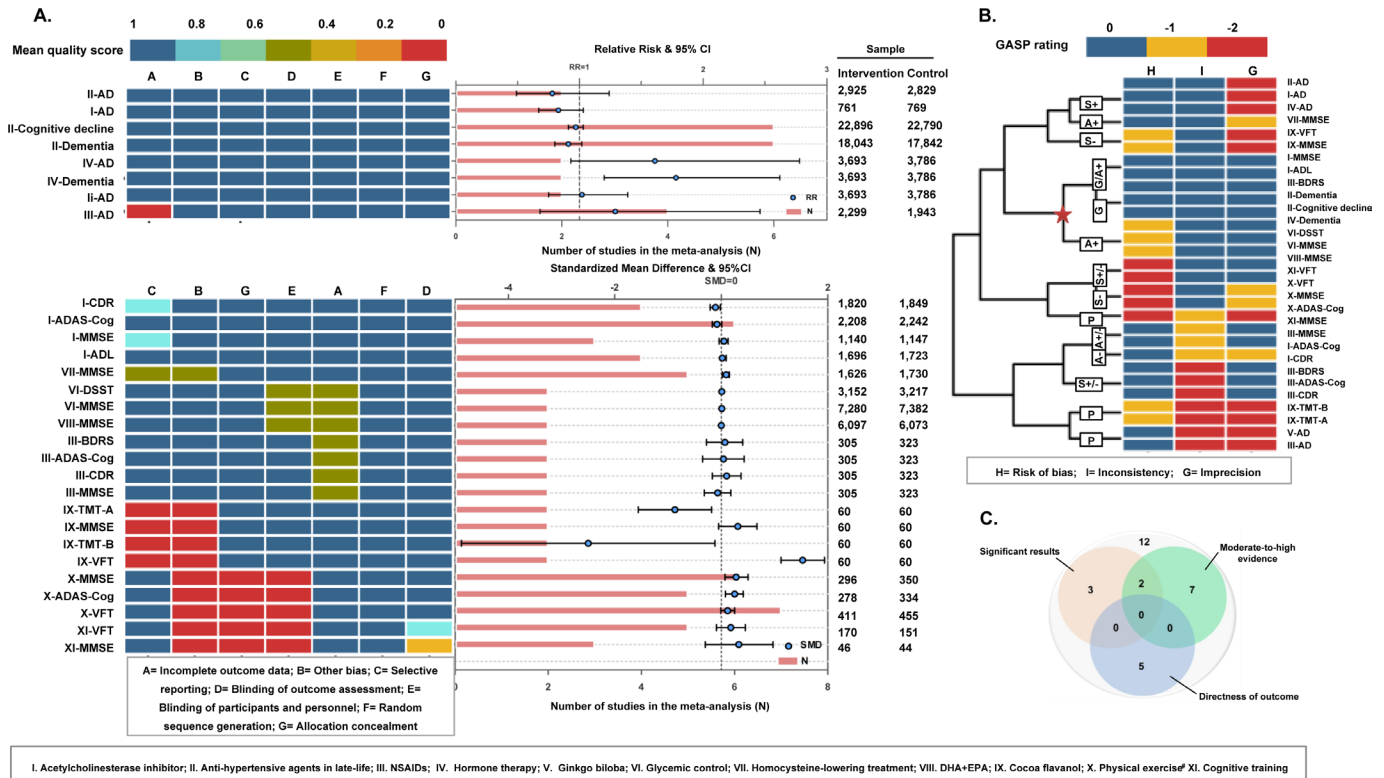 A.
1 0.8 0.6 0.4 0.2 0
Mean quality score
A B C D E F G
Relative Risk & 95% CI
RR=1
0 1 2 3
Sample
Intervention Control
II-AD 2,925 2,829
I-AD 761 769
II-Cognitive decline 22,896 22,790
II-Dementia 18,043 17,842
IV-AD 3,693 3,786
IV-Dementia 3,693 3,786
Ii-AD 3,693 3,786
III-AD 2,299 1,943
RR
N
0 2 4 6
Number of studies in the meta-analysis (N)
Standardized Mean Difference & 95%CI
SMD=0
C B G E A F D
-4 -2 2
I-CDR 1,820 1,849
I-ADAS-Cog 2,208 2,242
I-MMSE 1,140 1,147
I-ADL 1,696 1,723
VII-MMSE 1,626 1,730
VI-DSST 3,152 3,217
VI-MMSE 7,280 7,382
VIII-MMSE 6,097 6,073
III-BDRS 305 323
III-ADAS-Cog 305 323
III-CDR 305 323
III-MMSE 305 323
IX-TMT-A 60 60
IX-MMSE 60 60
IX-TMT-B 60 60
IX-VFT 60 60
X-MMSE 296 350
X-ADAS-Cog 278 334
X-VFT 411 455
XI-VFT 170 151
XI-MMSE 46 44
SMD
N
0 2 4 6 8
Number of studies in the meta-analysis (N)
A= Incomplete outcome data; B= Other bias; C= Selective
reporting; D= Blinding of outcome assessment; E=
Blinding of participants and personnel; F= Random
sequence generation; G= Allocation concealment
B.
0 -1 -2
GASP rating
H I G
II-AD
I-AD
IV-AD
VII-MMSE
IX-VFT
IX-MMSE
I-MMSE
I-ADL
III-BDRS
II-Dementia
II-Cognitive decline
IV-Dementia
VI-DSST
VI-MMSE
VIII-MMSE
XI-VFT
X-VFT
X-MMSE
X-ADAS-Cog
XI-MMSE
III-MMSE
I-ADAS-Cog
I-CDR
III-BDRS
III-ADAS-Cog
III-CDR
IX-TMT-B
IX-TMT-A
V-AD
III-AD
S+
A+
S-
G/A+
G
A+
S+/-
S-
P
A+/-
A-
S+/-
P
P
H= Risk of bias; I= Inconsistency; G= Imprecision
C.
Significant results
12
Moderate-to-high
evidence
3 2 7
0
0 0
5
Directness of outcome
I. Acetylcholinesterase inhibitor; II. Anti-hypertensive agents in late-life; III. NSAIDs; IV. Hormone therapy; V. Ginkgo biloba; VI. Glycemic control; VII. Homocysteine-lowering treatment; VIII. DHA+EPA; IX. Cocoa flavanol; X. Physical exercise# XI. Cognitive training